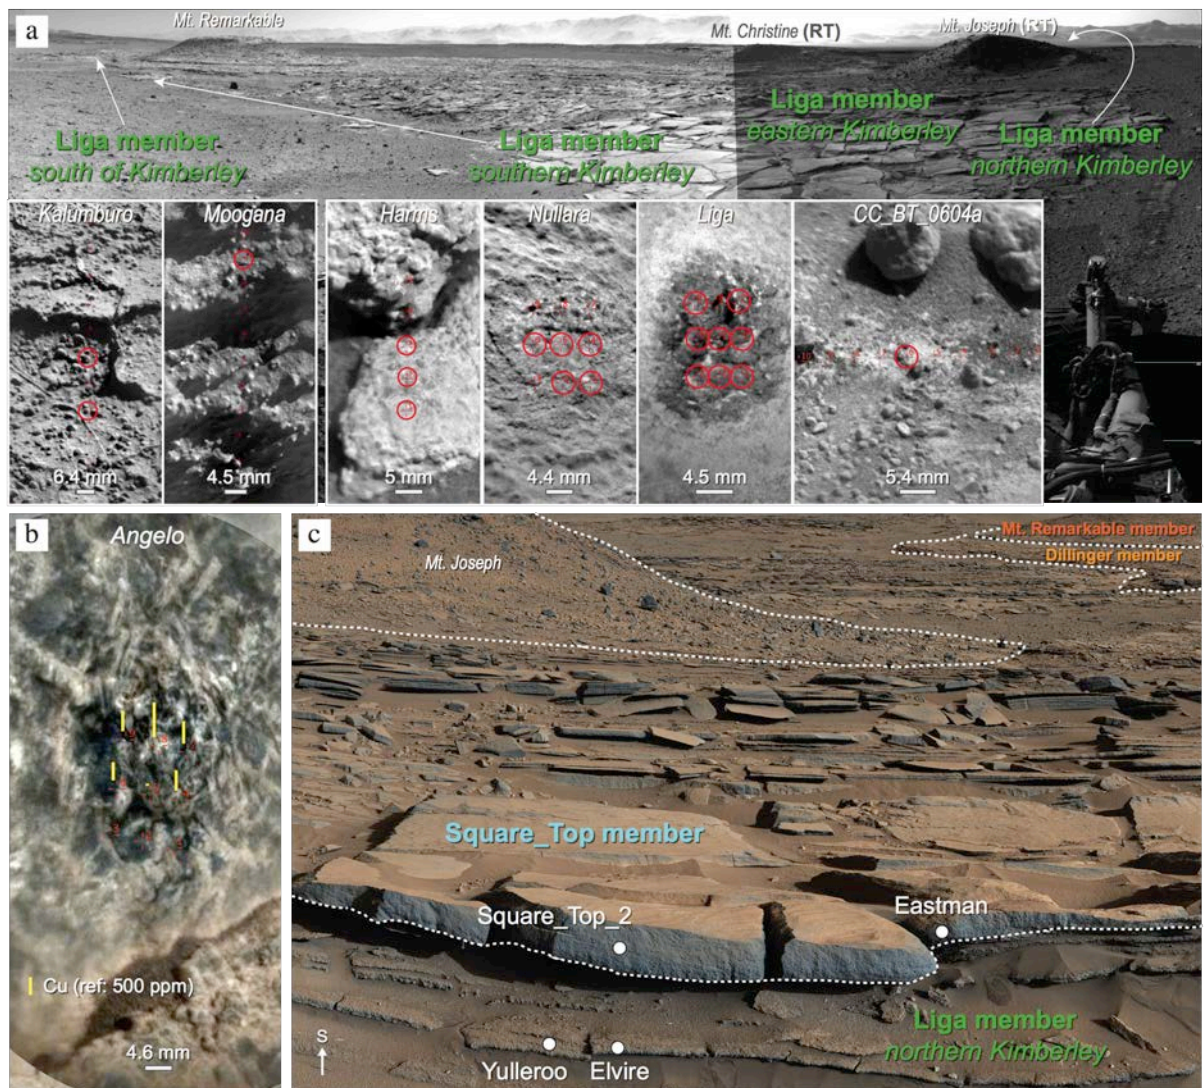 a
Mt. Remarkable
Mt. Christine (RT)
Mt. Joseph (RT)
Liga member
south of Kimberley
Liga member
southern Kimberley
Liga member
eastern Kimberley
Liga member
northern Kimberley
Kalumburo
6.4 mm
Moogana
4.5 mm
Harms
5 mm
Nullara
4.4 mm
Liga
4.5 mm
CC_BT_0604a
5.4 mm
b
Angelo
Cu (ref: 500 ppm)
4.6 mm
c
Mt. Joseph
Mt. Remarkable member
Dillinger member
Square_Top member
Square_Top_2
Eastman
Liga member
northern Kimberley
S
Yulleroo
Elvire